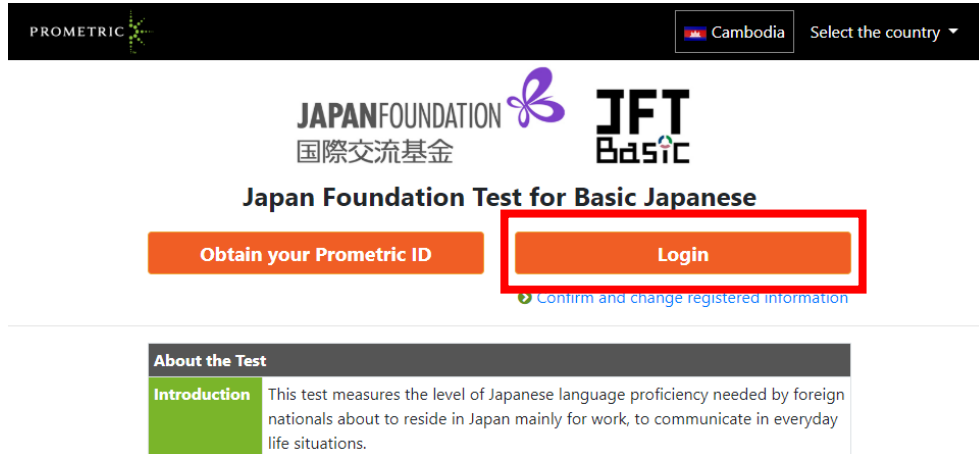 PROMETRIC
Cambodia
Select the country
JAPANFOUNDATION
国際交流基金
JFT
Basic
Japan Foundation Test for Basic Japanese
Obtain your Prometric ID
Login
Confirm and change registered information
About the Test
Introduction
This test measures the level of Japanese language proficiency needed by foreign
nationals about to reside in Japan mainly for work, to communicate in everyday
life situations.